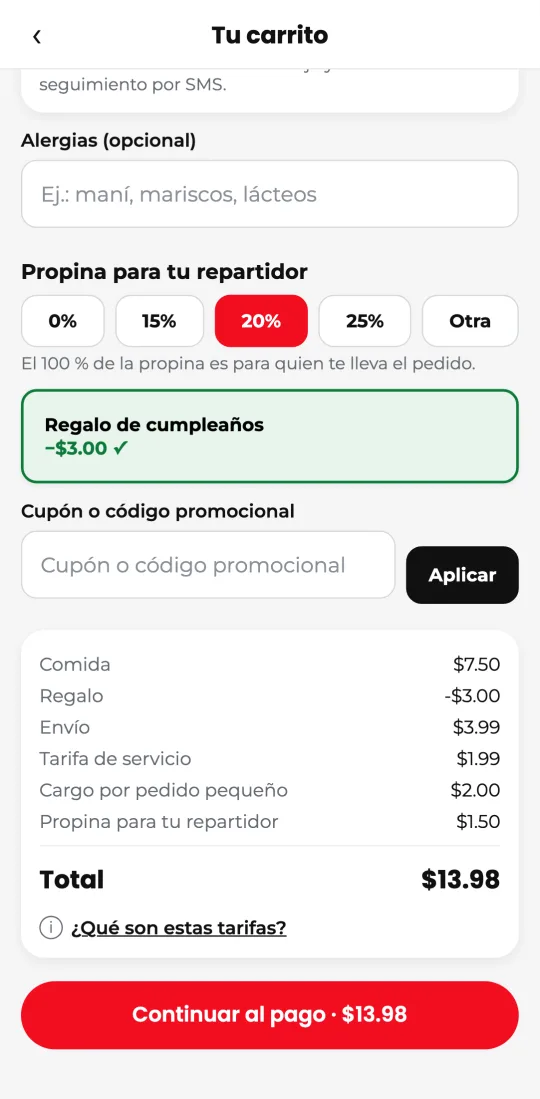 ‹
Tu carrito
seguimiento por SMS.
Alergias (opcional)
Ej.: maní, mariscos, lácteos
Propina para tu repartidor
0% 15% 20% 25% Otra
El 100 % de la propina es para quien te lleva el pedido.
Regalo de cumpleaños
−$3.00 ✓
Cupón o código promocional
Cupón o código promocional
Aplicar
Comida $7.50
Regalo -$3.00
Envío $3.99
Tarifa de servicio $1.99
Cargo por pedido pequeño $2.00
Propina para tu repartidor $1.50
Total $13.98
¿Qué son estas tarifas?
Continuar al pago · $13.98